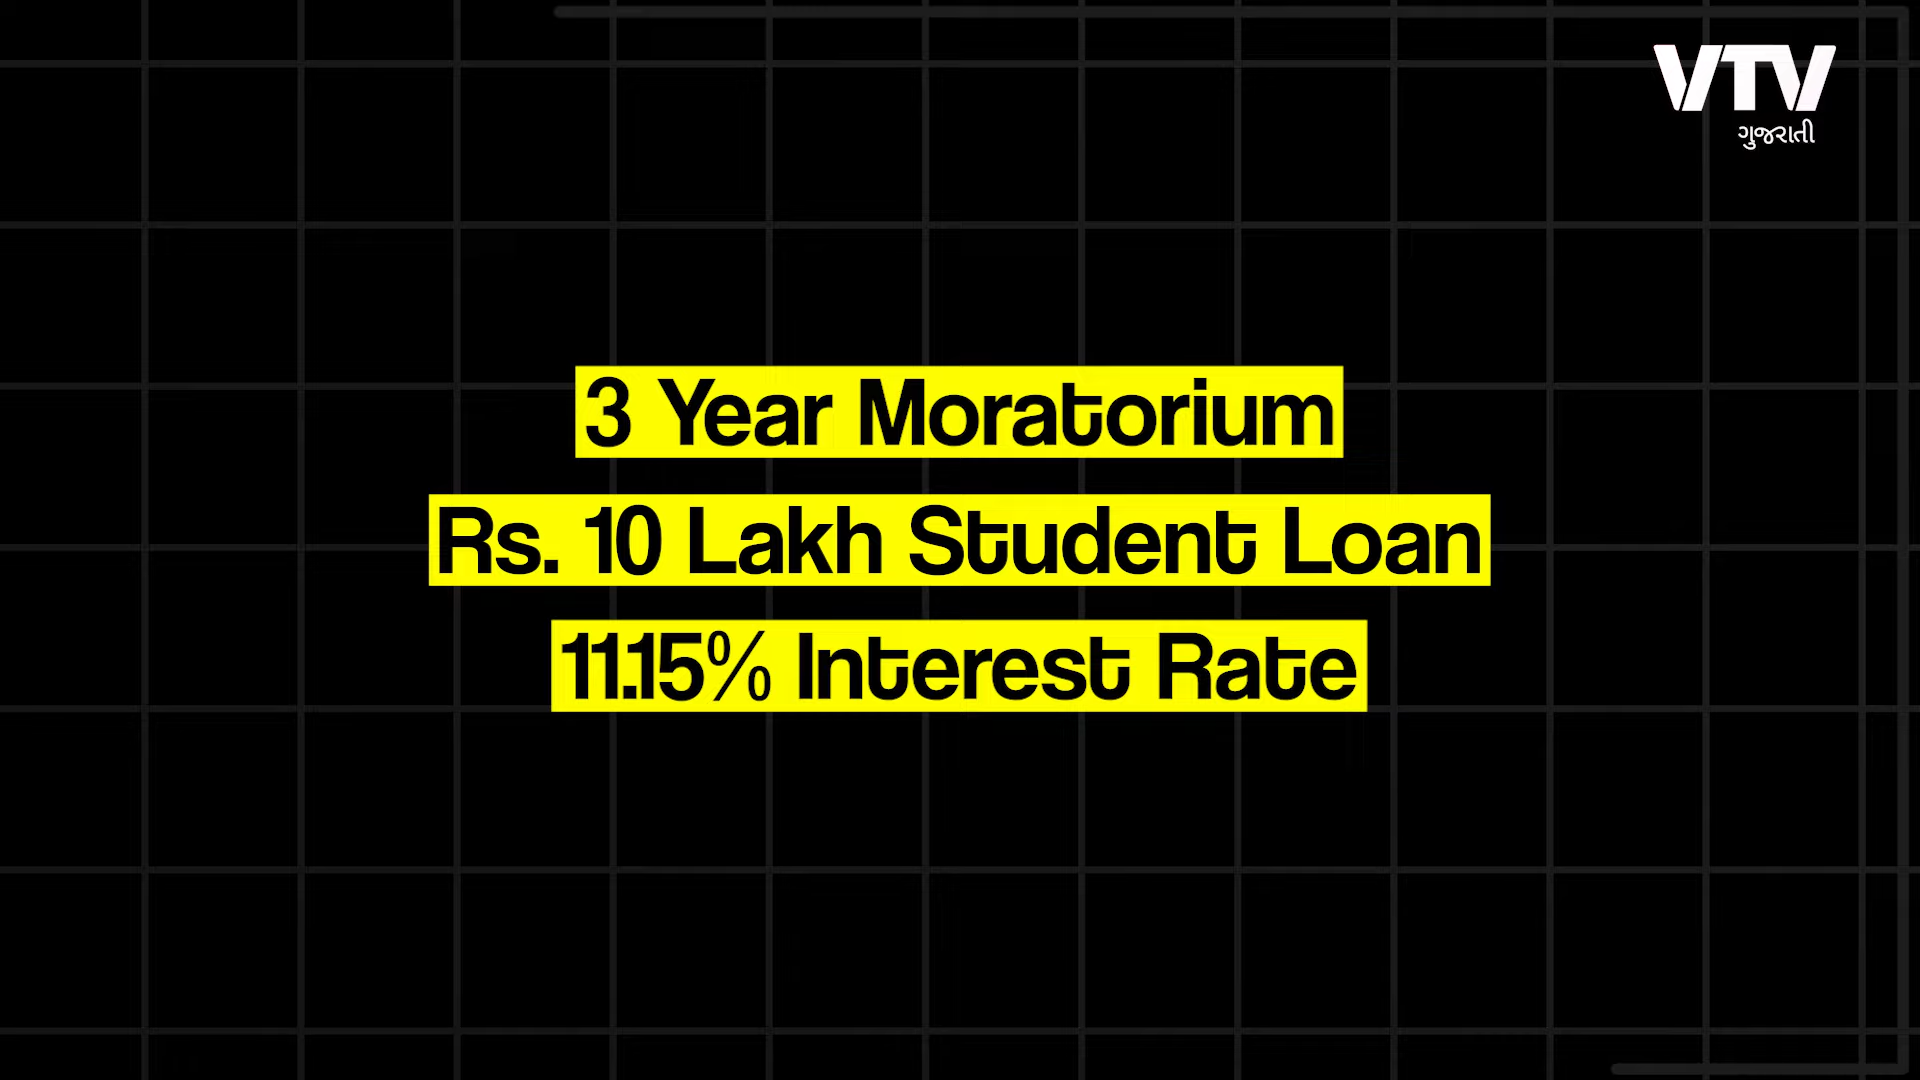 VTV
ગુજરાતી
3 Year Moratorium
Rs. 10 Lakh Student Loan
11.15% Interest Rate